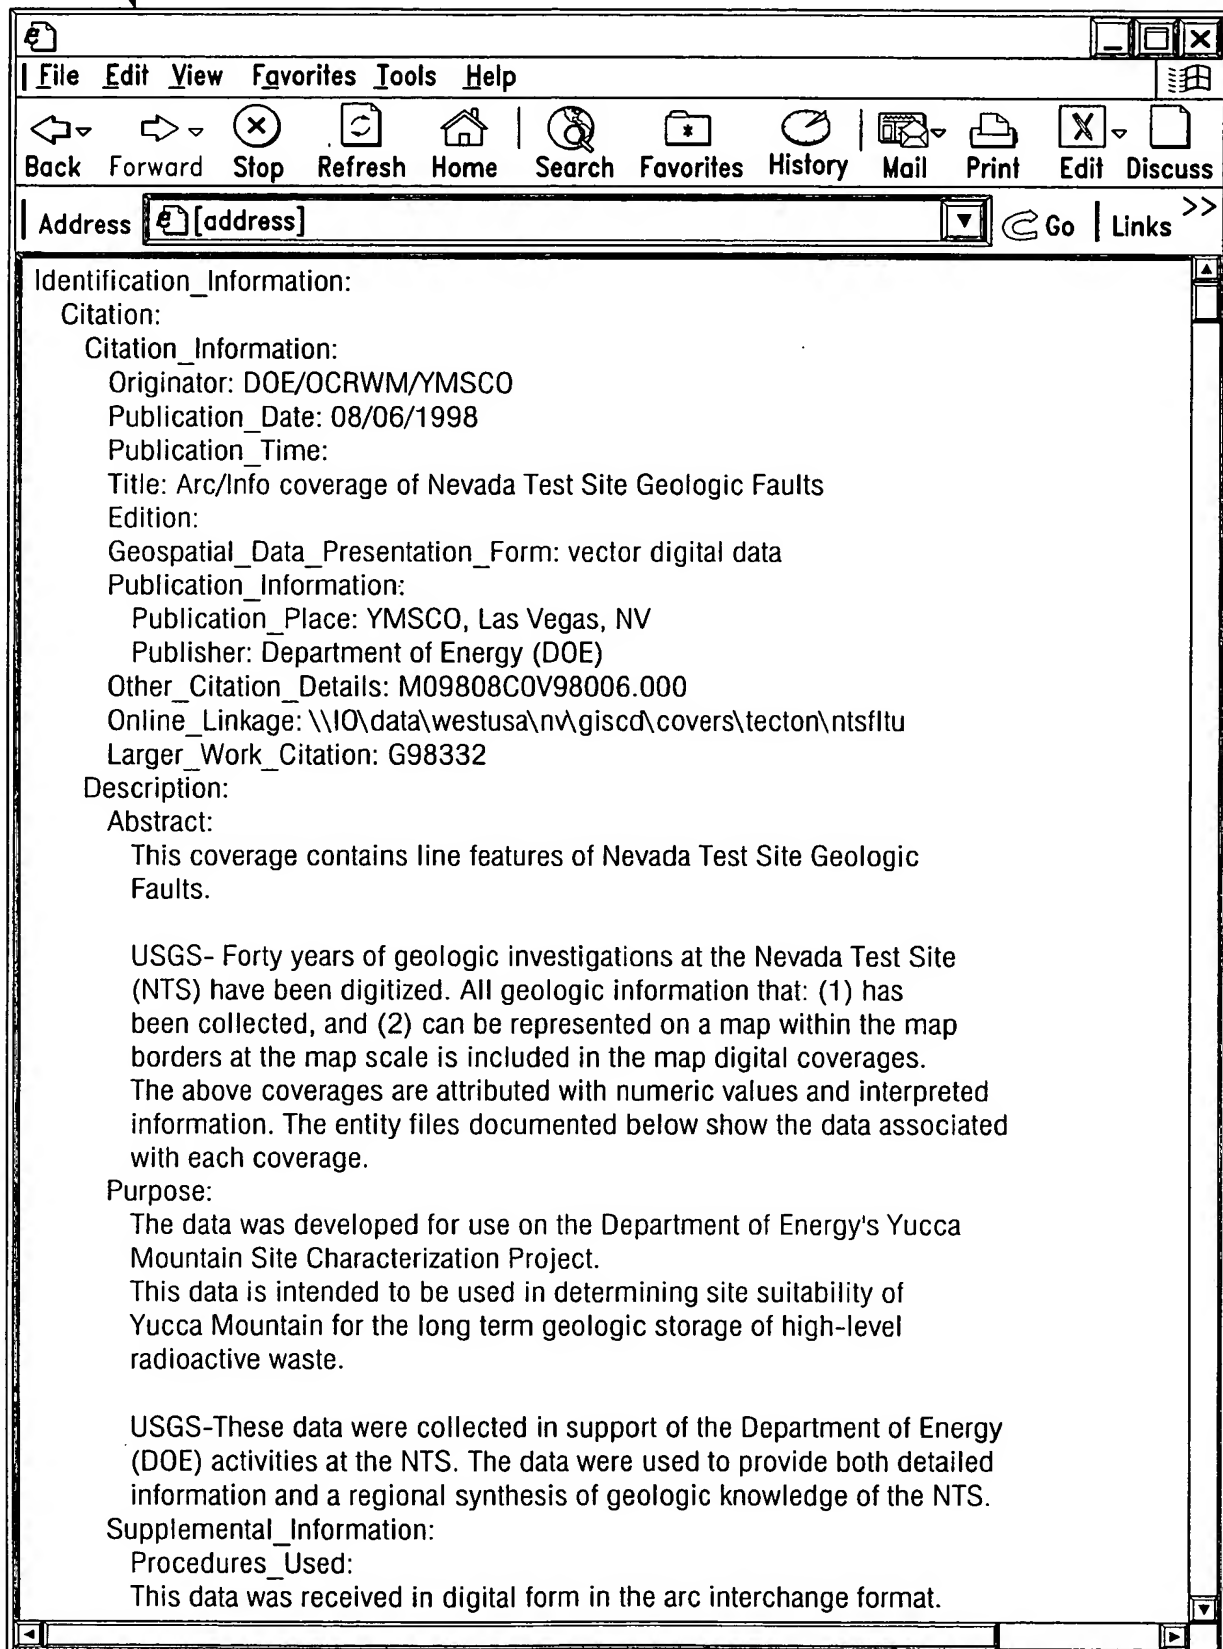 File Edit View Favorites Tools Help
Back Forward Stop Refresh Home Search Favorites History Mail Print Edit Discuss
Address [address] Go Links >>
Identification_Information:
Citation:
Citation_Information:
Originator: DOE/OCRWM/YMSCO
Publication_Date: 08/06/1998
Publication_Time:
Title: Arc/Info coverage of Nevada Test Site Geologic Faults
Edition:
Geospatial_Data_Presentation_Form: vector digital data
Publication_Information:
Publication_Place: YMSCO, Las Vegas, NV
Publisher: Department of Energy (DOE)
Other_Citation_Details: M09808C0V98006.000
Online_Linkage: \\IO\data\westusa\nv\giscd\covers\tecton\ntsfltu
Larger_Work_Citation: G98332
Description:
Abstract:
This coverage contains line features of Nevada Test Site Geologic
Faults.
USGS- Forty years of geologic investigations at the Nevada Test Site
(NTS) have been digitized. All geologic information that: (1) has
been collected, and (2) can be represented on a map within the map
borders at the map scale is included in the map digital coverages.
The above coverages are attributed with numeric values and interpreted
information. The entity files documented below show the data associated
with each coverage.
Purpose:
The data was developed for use on the Department of Energy's Yucca
Mountain Site Characterization Project.
This data is intended to be used in determining site suitability of
Yucca Mountain for the long term geologic storage of high-level
radioactive waste.
USGS-These data were collected in support of the Department of Energy
(DOE) activities at the NTS. The data were used to provide both detailed
information and a regional synthesis of geologic knowledge of the NTS.
Supplemental_Information:
Procedures_Used:
This data was received in digital form in the arc interchange format.